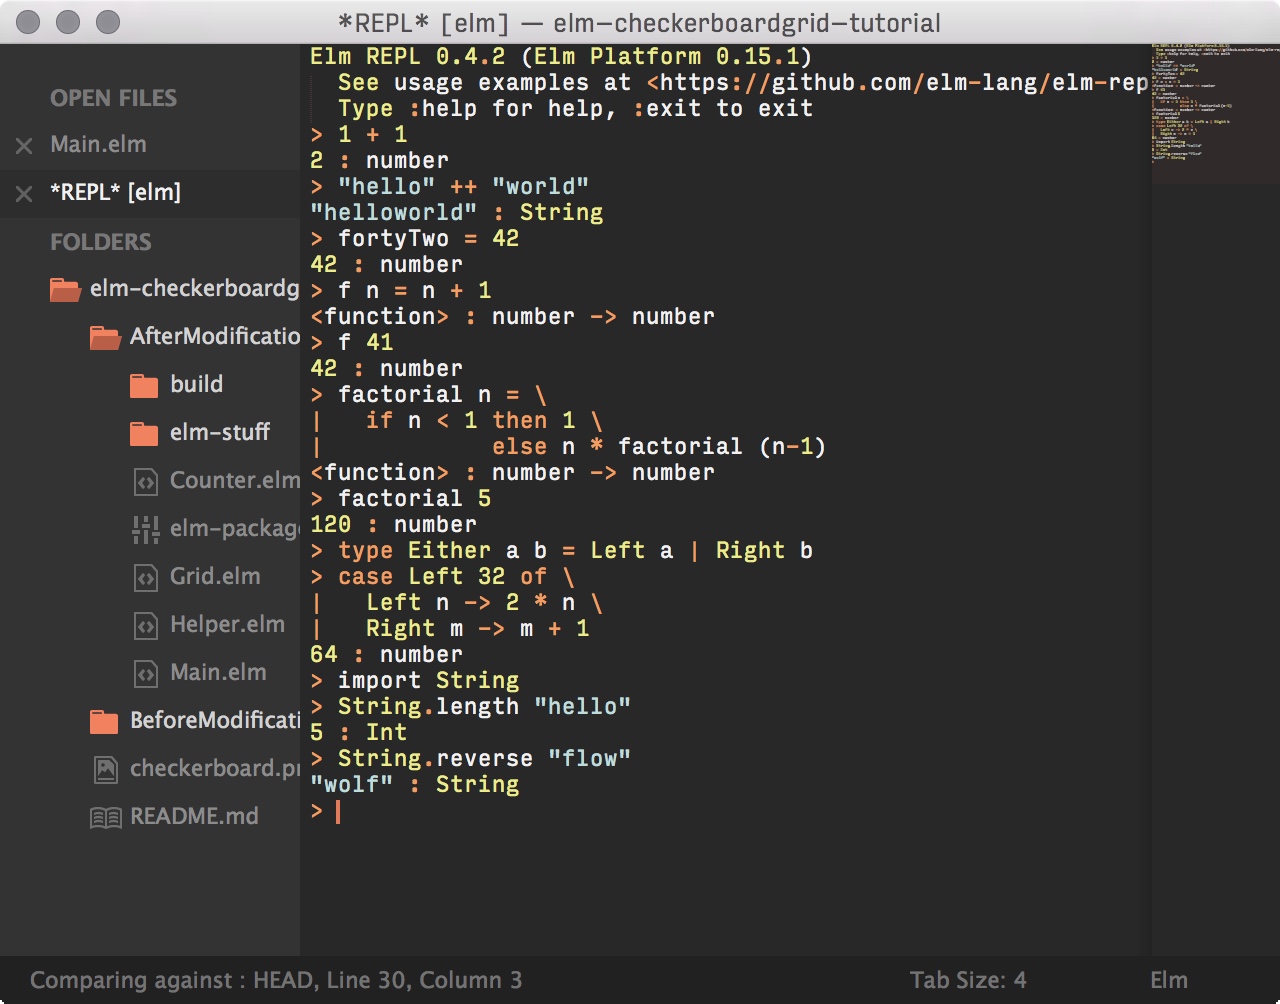 *REPL* [elm] — elm-checkerboardgrid-tutorial
OPEN FILES
Main.elm
*REPL* [elm]
FOLDERS
elm-checkerboardg
AfterModificatio
build
elm-stuff
Counter.elm
elm-package
Grid.elm
Helper.elm
Main.elm
BeforeModificati
checkerboard.pr
README.md
Elm REPL 0.4.2 (Elm Platform 0.15.1)
  See usage examples at <https://github.com/elm-lang/elm-rep
  Type :help for help, :exit to exit
> 1 + 1
2 : number
> "hello" ++ "world"
"helloworld" : String
> fortyTwo = 42
42 : number
> f n = n + 1
<function> : number -> number
> f 41
42 : number
> factorial n = \
|   if n < 1 then 1 \
|            else n * factorial (n-1)
<function> : number -> number
> factorial 5
120 : number
> type Either a b = Left a | Right b
> case Left 32 of \
|   Left n -> 2 * n \
|   Right m -> m + 1
64 : number
> import String
> String.length "hello"
5 : Int
> String.reverse "flow"
"wolf" : String
>
Comparing against : HEAD, Line 30, Column 3
Tab Size: 4
Elm